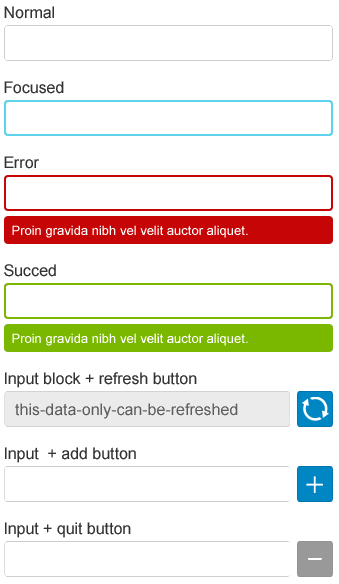 Normal
Focused
Error
Proin gravida nibh vel velit auctor aliquet.
Succed
Proin gravida nibh vel velit auctor aliquet.
Input block + refresh button
this-data-only-can-be-refreshed
Input  + add button
Input + quit button